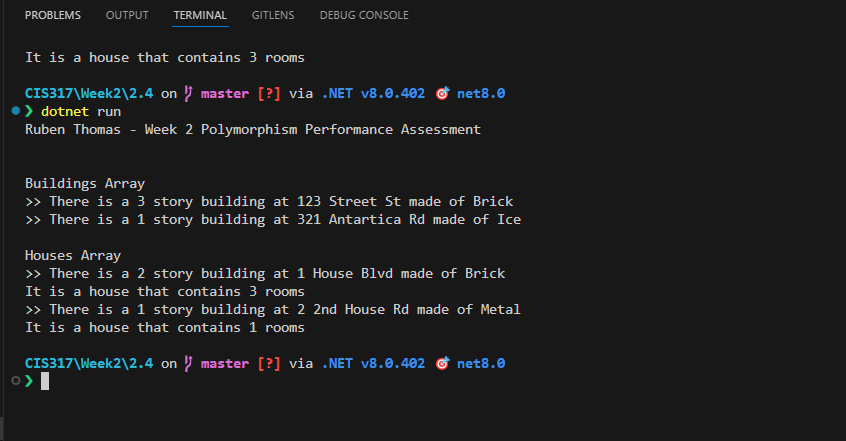 PROBLEMS OUTPUT TERMINAL GITLENS DEBUG CONSOLE
It is a house that contains 3 rooms
CIS317\Week2\2.4 on master [?] via .NET v8.0.402 🎯 net8.0
❯ dotnet run
Ruben Thomas - Week 2 Polymorphism Performance Assessment
Buildings Array
>> There is a 3 story building at 123 Street St made of Brick
>> There is a 1 story building at 321 Antartica Rd made of Ice
Houses Array
>> There is a 2 story building at 1 House Blvd made of Brick
It is a house that contains 3 rooms
>> There is a 1 story building at 2 2nd House Rd made of Metal
It is a house that contains 1 rooms
CIS317\Week2\2.4 on master [?] via .NET v8.0.402 🎯 net8.0
❯